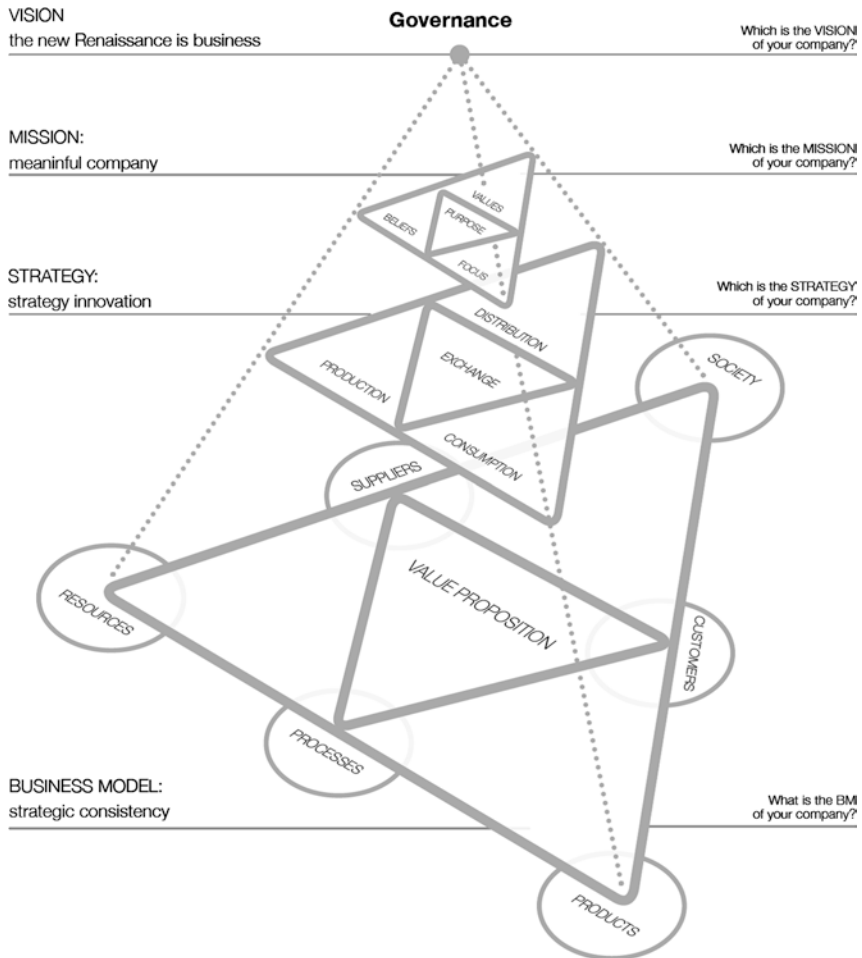 VISION
the new Renaissance is business
Governance
Which is the VISION
of your company?"
MISSION:
meaninful company
Which is the MISSION
of your company?"
VALUES
BELIEFS
PURPOSE
FOCUS
STRATEGY:
strategy innovation
Which is the STRATEGY
of your company?"
DISTRIBUTION
PRODUCTION
EXCHANGE
CONSUMPTION
SOCIETY
SUPPLIERS
RESOURCES
VALUE PROPOSITION
CUSTOMERS
PROCESSES
BUSINESS MODEL:
strategic consistency
What is the BM
of your company?"
PRODUCTS